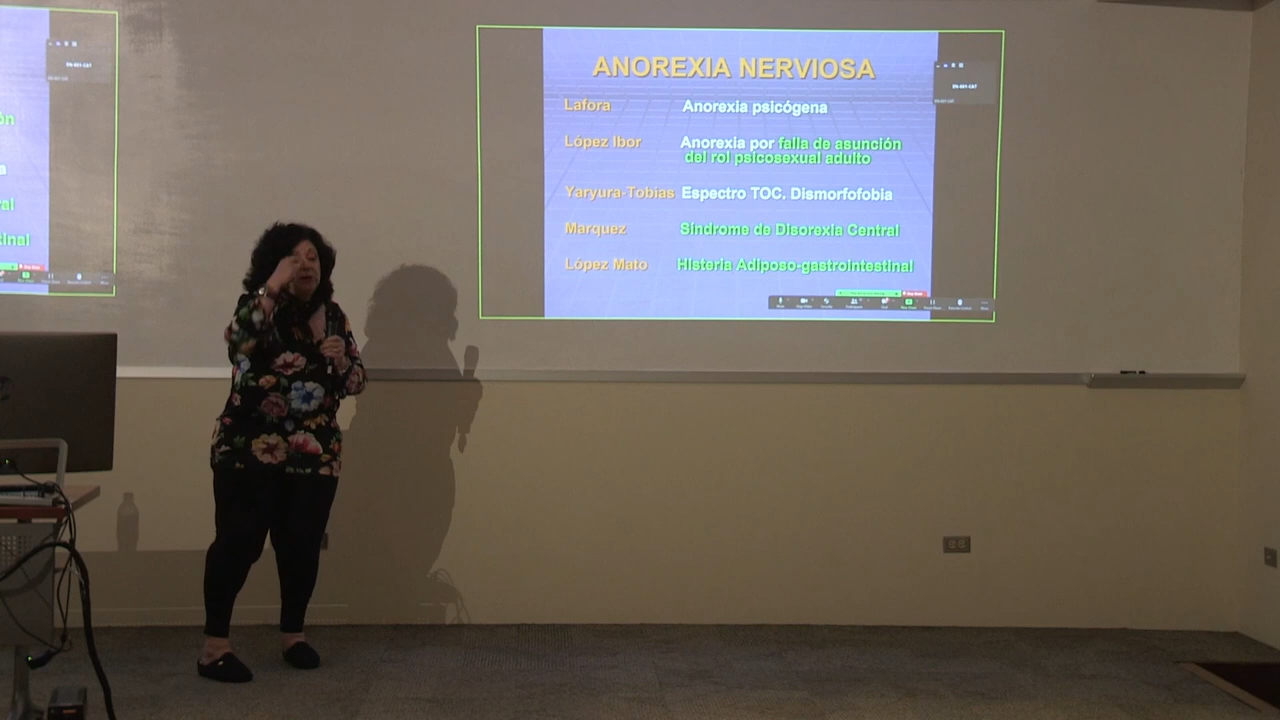 ANOREXIA NERVIOSA
Lafora Anorexia psicógena
López Ibor Anorexia por falla de asunción
del rol psicosexual adulto
Yaryura-Tobias Espectro TOC. Dismorfofobia
Marquez Síndrome de Disorexia Central
López Mato Histeria Adiposo-gastrointestinal